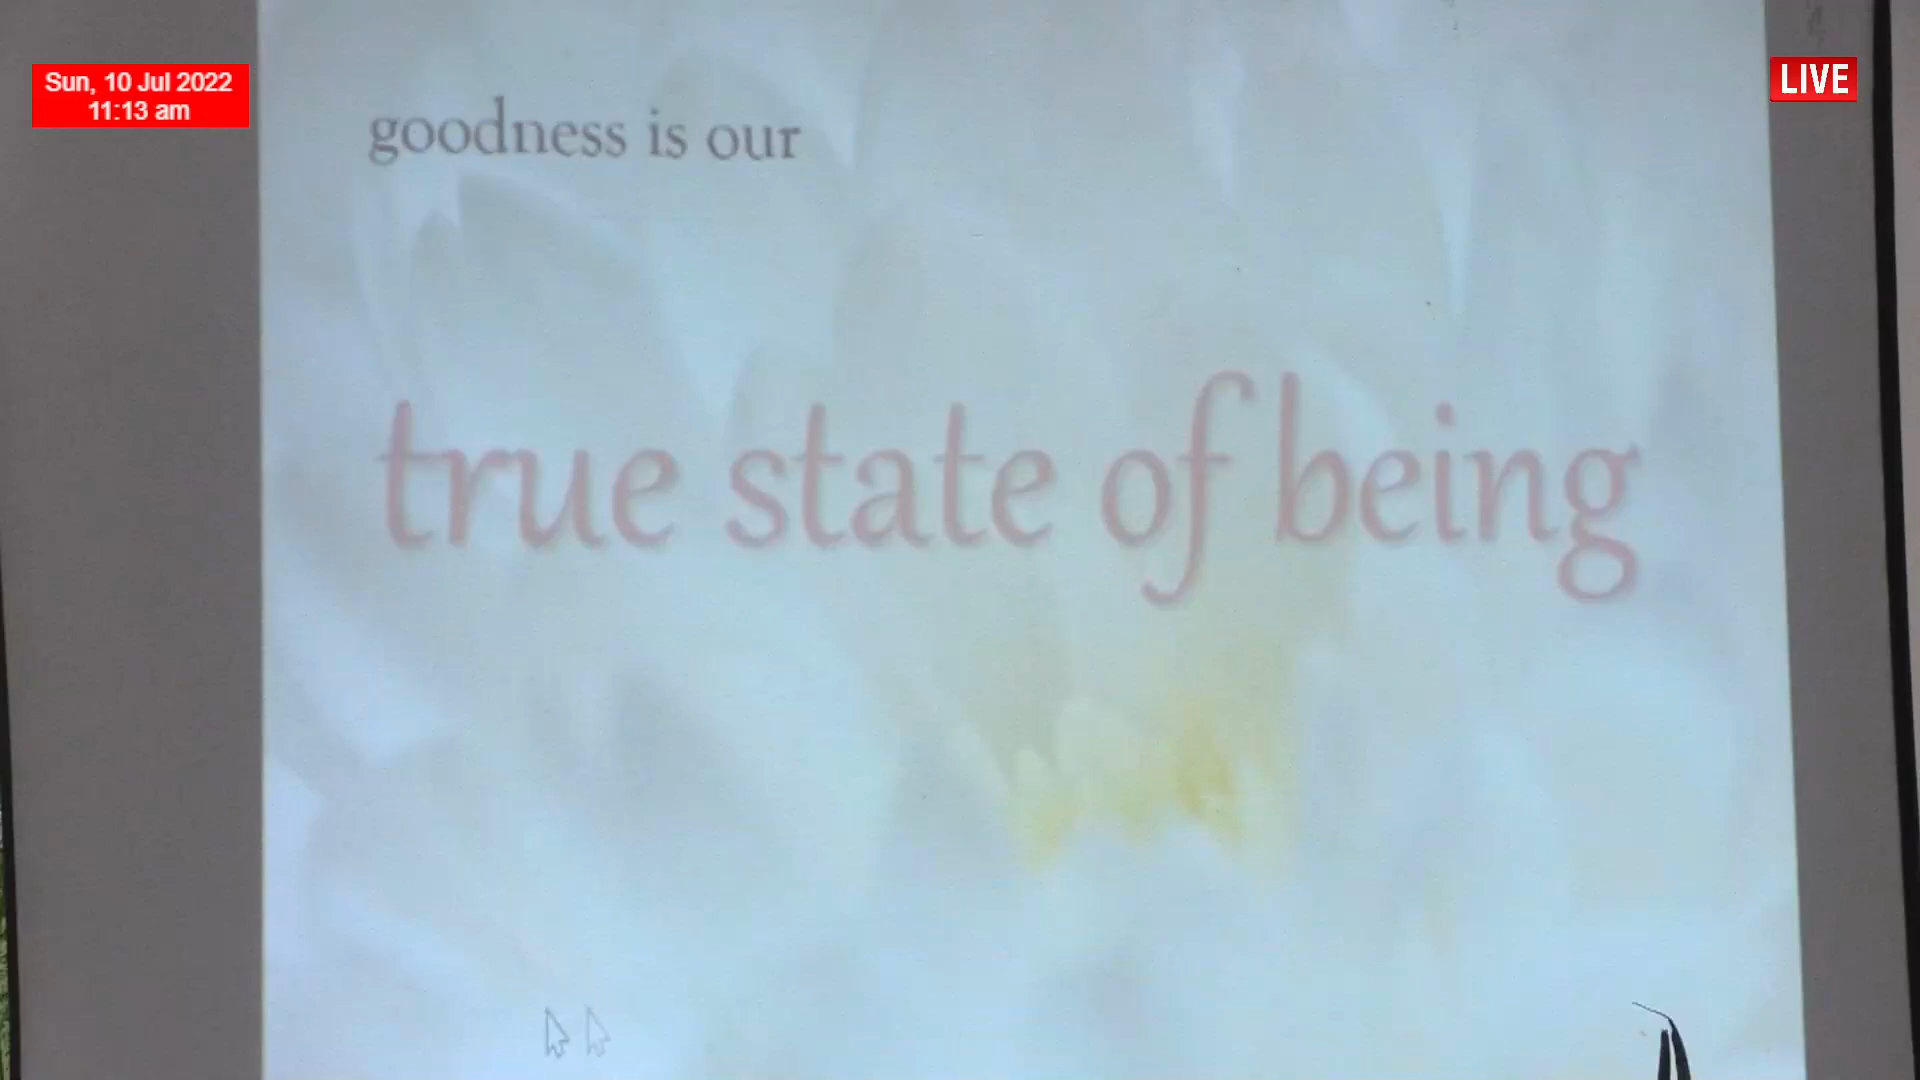 Sun, 10 Jul 2022
11:13 am
LIVE
goodness is our
true state of being